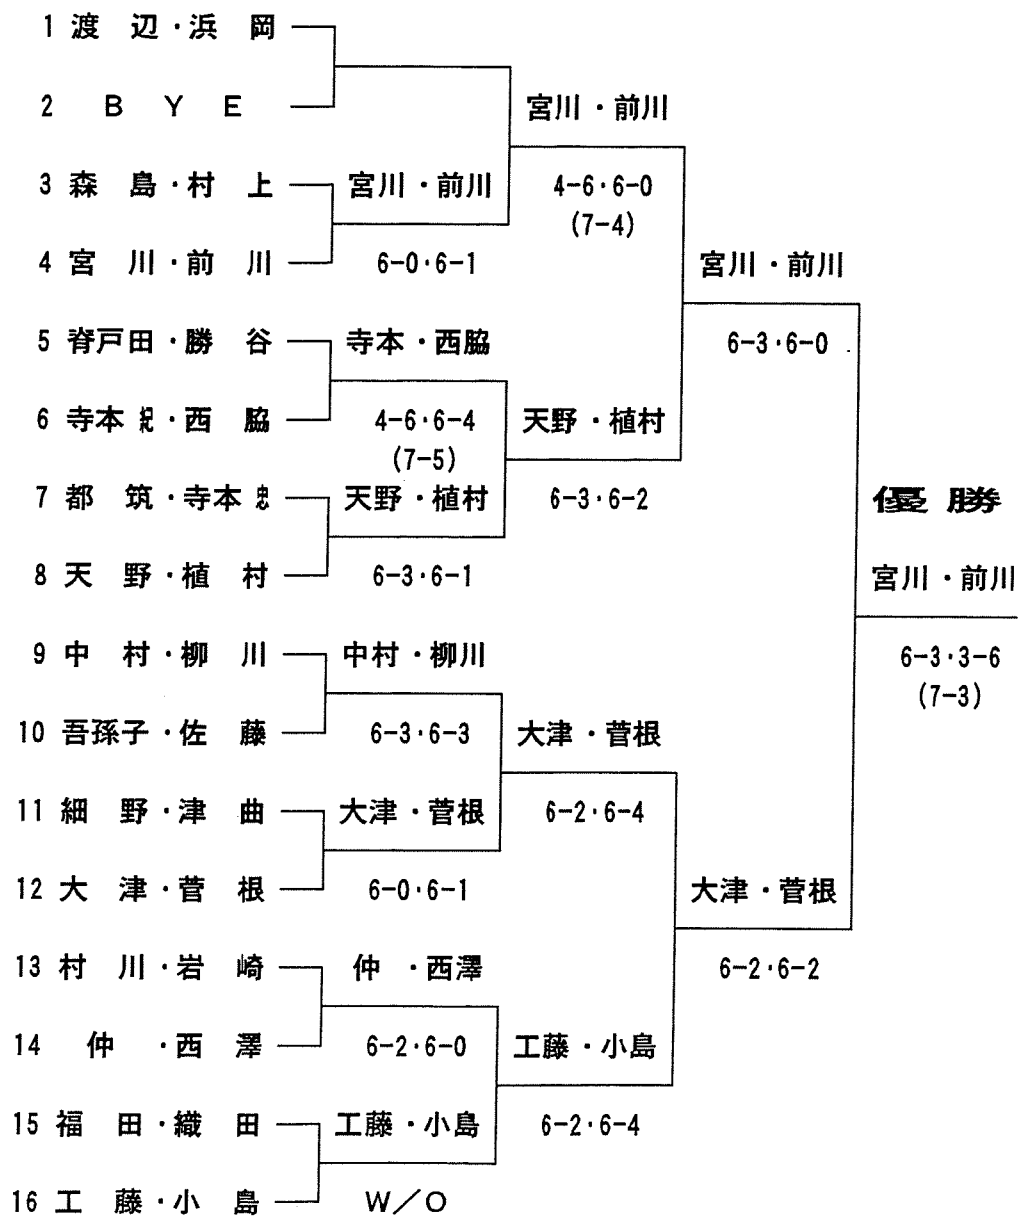 1 渡 辺・浜 岡
2 B Y E
宮川・前川
3 森 島・村 上
宮川・前川
4-6・6-0
(7-4)
4 宮 川・前 川
6-0・6-1
宮川・前川
5 脊戸田・勝 谷
寺本・西脇
6-3・6-0
6 寺本紀・西 脇
4-6・6-4
(7-5)
天野・植村
7 都 筑・寺本忠
天野・植村
6-3・6-2
優勝
8 天 野・植 村
6-3・6-1
宮川・前川
9 中 村・柳 川
中村・柳川
6-3・3-6
(7-3)
10 吾孫子・佐 藤
6-3・6-3
大津・菅根
11 細 野・津 曲
大津・菅根
6-2・6-4
12 大 津・菅 根
6-0・6-1
大津・菅根
13 村 川・岩 崎
仲 ・西澤
6-2・6-2
14 仲 ・西 澤
6-2・6-0
工藤・小島
15 福 田・織 田
工藤・小島
6-2・6-4
16 工 藤・小 島
W/O